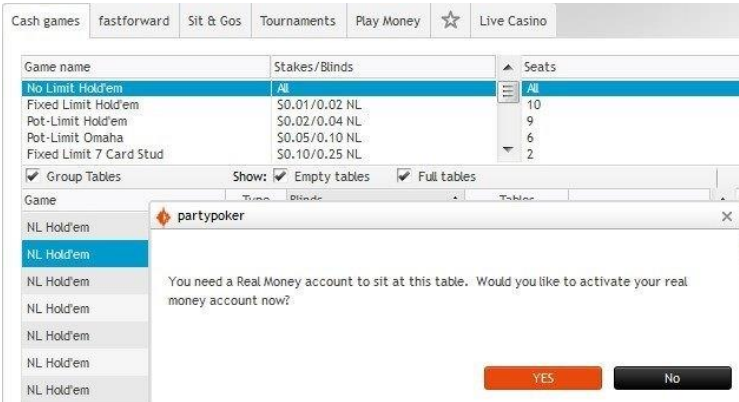 Cash games fastforward Sit & Gos Tournaments Play Money Live Casino
Game name Stakes/Blinds Seats
No Limit Hold'em All All
Fixed Limit Hold'em $0.01/0.02 NL 10
Pot-Limit Hold'em $0.02/0.04 NL 9
Pot-Limit Omaha $0.05/0.10 NL 6
Fixed Limit 7 Card Stud $0.10/0.25 NL 2
Group Tables Show: Empty tables Full tables
Game Type Blinds Tables
partypoker
NL Hold'em
NL Hold'em
NL Hold'em
You need a Real Money account to sit at this table. Would you like to activate your real
money account now?
NL Hold'em
NL Hold'em
NL Hold'em
YES No
NL Hold'em